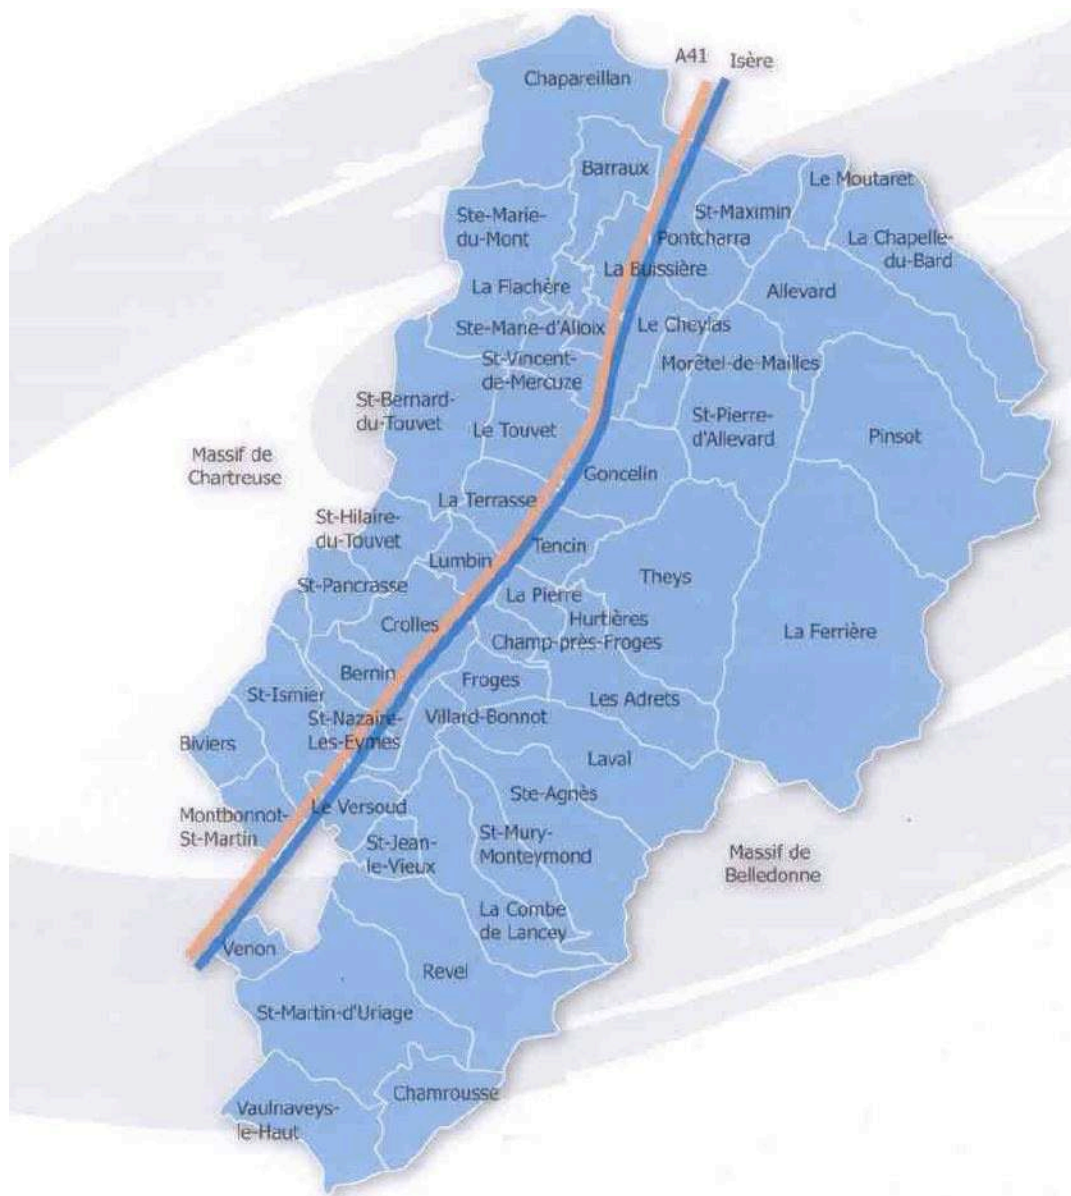 A41
Isère
Chapareillan
Barraux
Le Moutaret
Ste-Marie-
du-Mont
St-Maximin
Pontcharra
La Chapelle-
du-Bard
La Buissière
La Flachère
Allevard
Ste-Marie-d'Alloix
Le Cheylas
St-Vincent-
de-Mercuze
Morêtel-de-Mailles
St-Bernard-
du-Touvet
Le Touvet
St-Pierre-
d'Allevard
Pinsot
Massif de
Chartreuse
Goncelin
La Terrasse
St-Hilaire-
du-Touvet
Tencin
Lumbin
St-Pancrasse
La Pierre
Theys
Hurtières
Crolles
Champ-près-Froges
La Ferrière
Bernin
Froges
St-Ismier
Les Adrets
St-Nazaire-
Les-Eymes
Villard-Bonnot
Biviers
Laval
Ste-Agnès
Le Versoud
Montbonnot-
St-Martin
St-Jean-
le-Vieux
St-Mury-
Monteymond
Massif de
Belledonne
La Combe
de Lancey
Venon
Revel
St-Martin-d'Uriage
Chamrousse
Vaulnaveys-
le-Haut